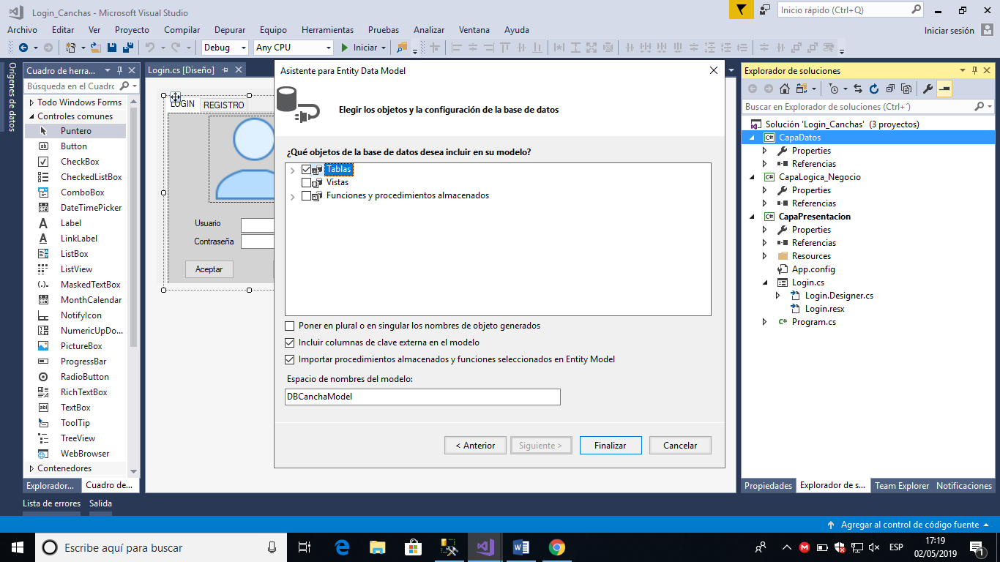 Login_Canchas - Microsoft Visual Studio
Inicio rápido (Ctrl+Q)
Archivo Editar Ver Proyecto Compilar Depurar Equipo Herramientas Pruebas Analizar Ventana Ayuda
Iniciar sesión
Debug Any CPU Iniciar
Orígenes de datos
Cuadro de herra...
Búsqueda en el Cuadro
Todo Windows Forms
Controles comunes
Puntero
Button
CheckBox
CheckedListBox
ComboBox
DateTimePicker
Label
LinkLabel
ListBox
ListView
MaskedTextBox
MonthCalendar
NotifyIcon
NumericUpDo...
PictureBox
ProgressBar
RadioButton
RichTextBox
TextBox
ToolTip
TreeView
WebBrowser
Contenedores
Explorador... Cuadro de...
Login.cs [Diseño]
LOGIN REGISTRO
Usuario
Contraseña
Aceptar
Asistente para Entity Data Model
Elegir los objetos y la configuración de la base de datos
¿Qué objetos de la base de datos desea incluir en su modelo?
Tablas
Vistas
Funciones y procedimientos almacenados
Poner en plural o en singular los nombres de objeto generados
Incluir columnas de clave externa en el modelo
Importar procedimientos almacenados y funciones seleccionados en Entity Model
Espacio de nombres del modelo:
DBCanchaModel
< Anterior Siguiente > Finalizar Cancelar
Explorador de soluciones
Buscar en Explorador de soluciones (Ctrl+´)
Solución 'Login_Canchas' (3 proyectos)
CapaDatos
Properties
Referencias
CapaLogica_Negocio
Properties
Referencias
CapaPresentacion
Properties
Referencias
Resources
App.config
Login.cs
Login.Designer.cs
Login.resx
Program.cs
Propiedades Explorador de s... Team Explorer Notificaciones
Lista de errores Salida
Agregar al control de código fuente
Escribe aquí para buscar
ESP
17:19
02/05/2019
1